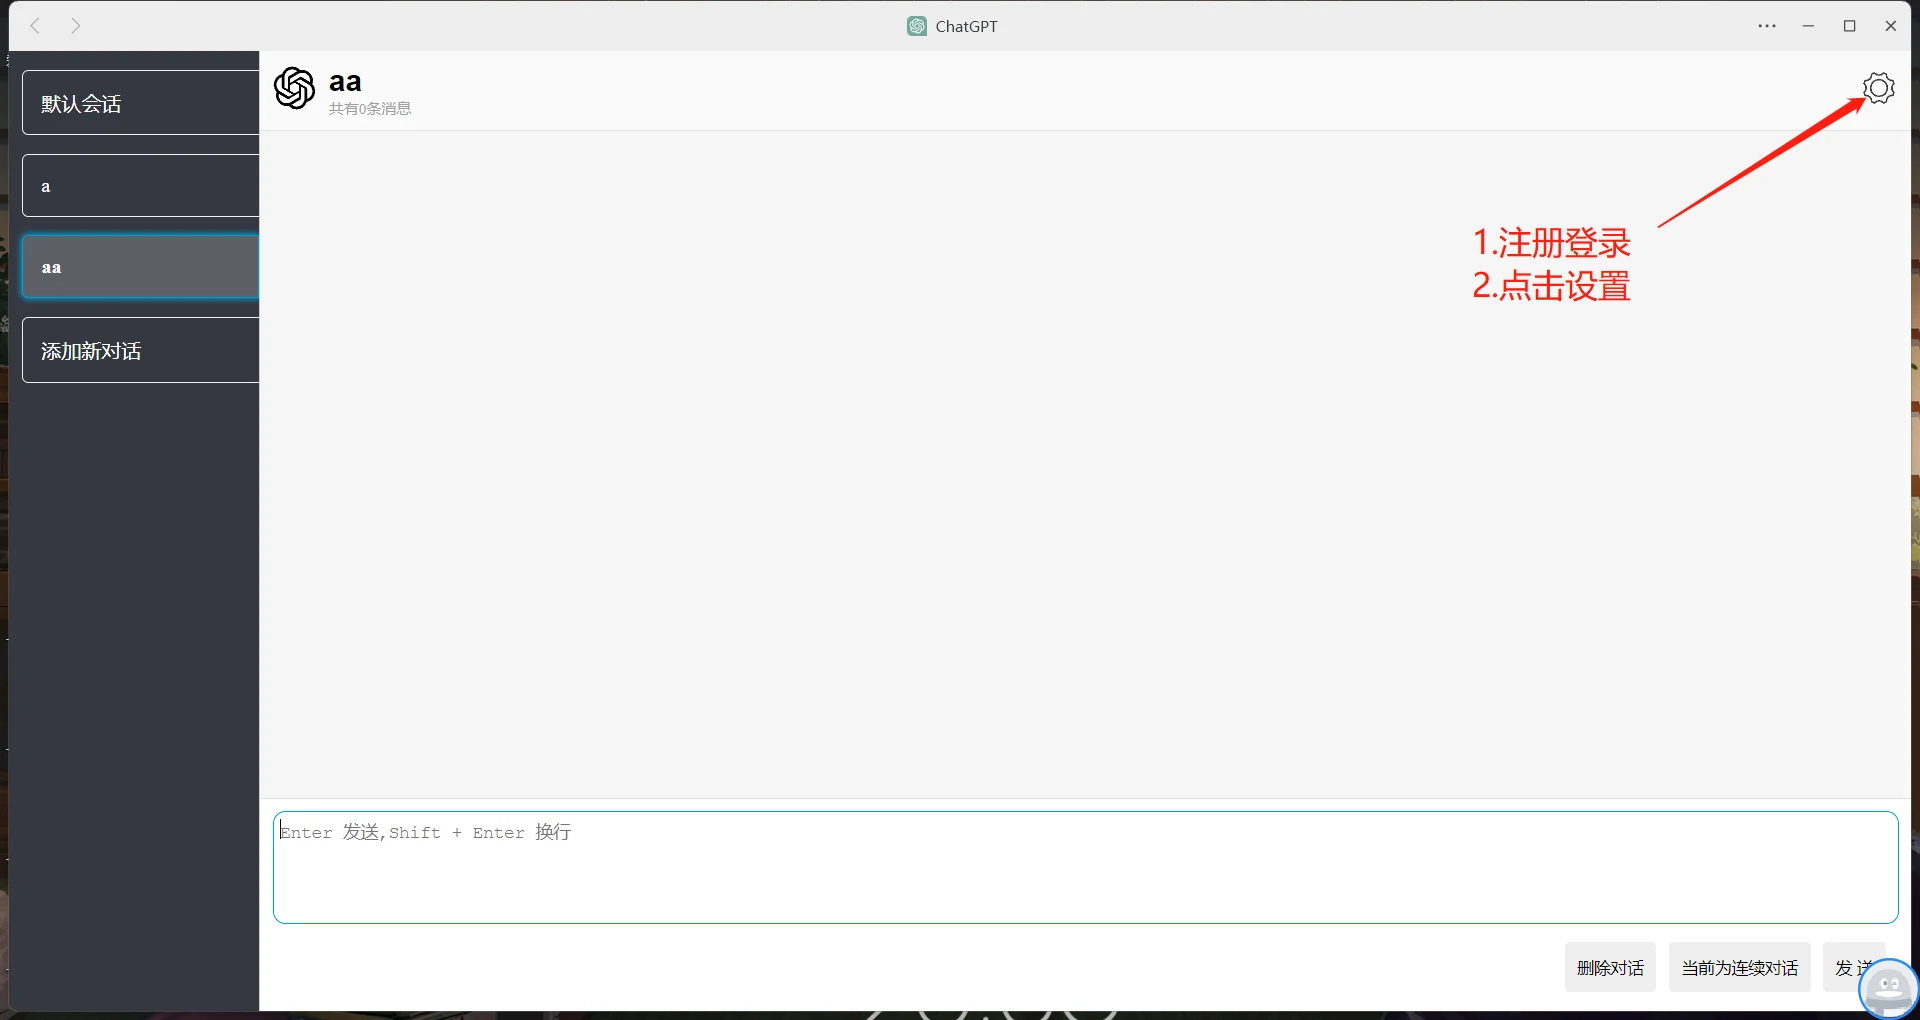 ChatGPT
默认会话
a
aa
添加新对话
aa
共有0条消息
1.注册登录
2.点击设置
Enter 发送,Shift + Enter 换行
删除对话
当前为连续对话
发 送